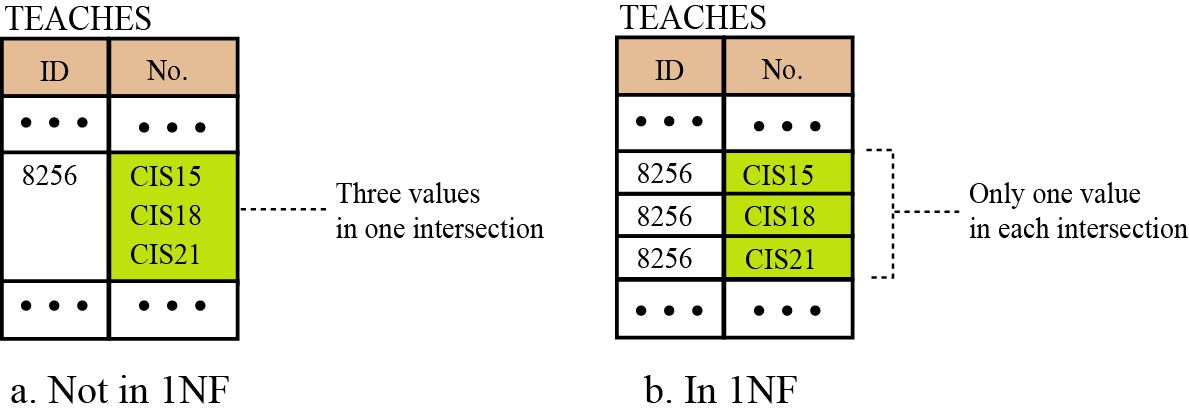 TEACHES
ID No.
• • • • • •
8256 CIS15
CIS18
CIS21
• • • • • •
Three values
in one intersection
a. Not in 1NF
TEACHES
ID No.
• • • • • •
8256 CIS15
8256 CIS18
8256 CIS21
• • • • • •
Only one value
in each intersection
b. In 1NF